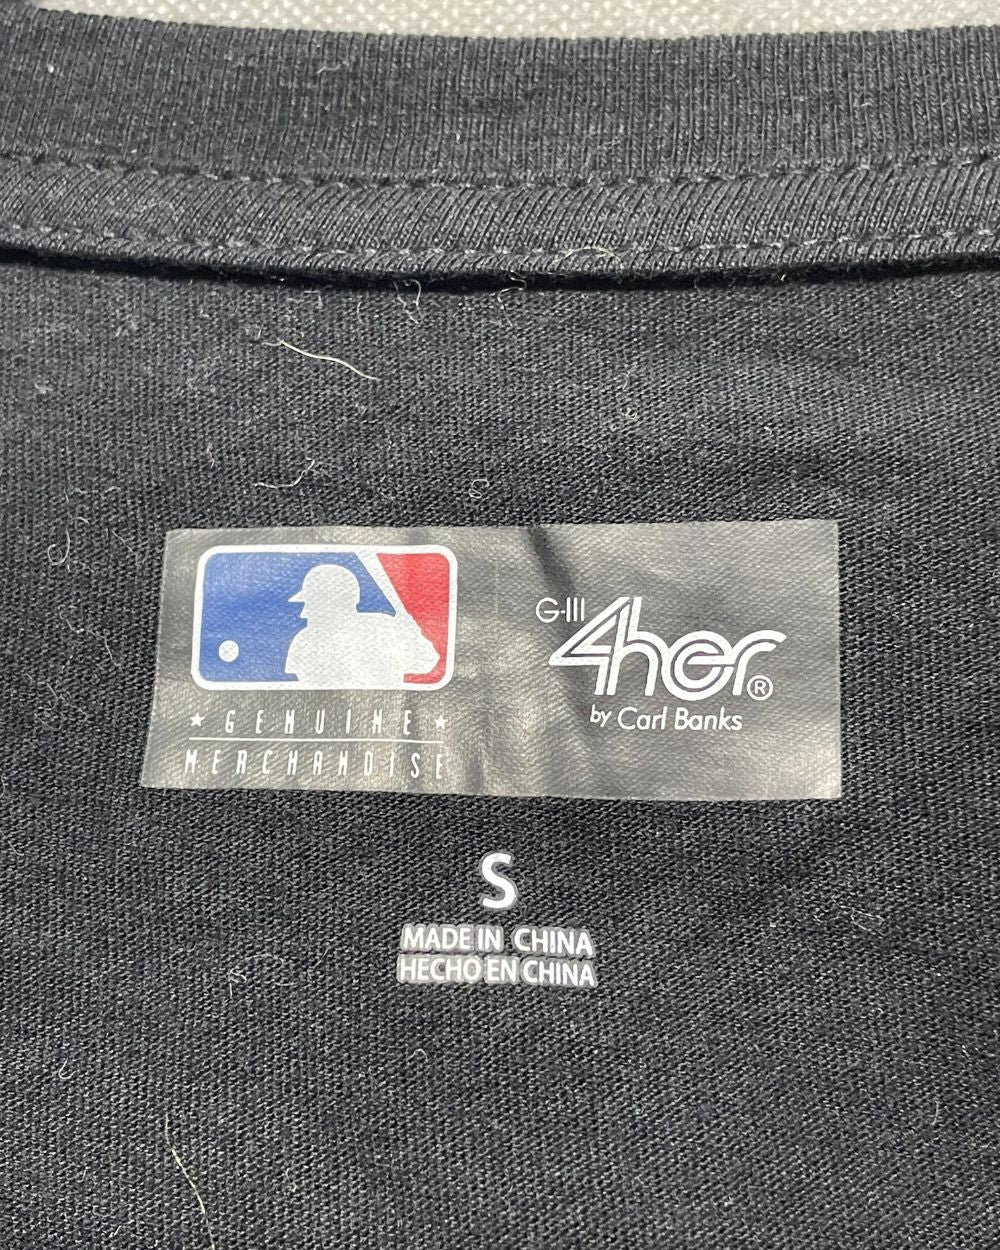 ★ GENUINE ★
MERCHANDISE
G-III
4her®
by Carl Banks
S
MADE IN CHINA
HECHO EN CHINA